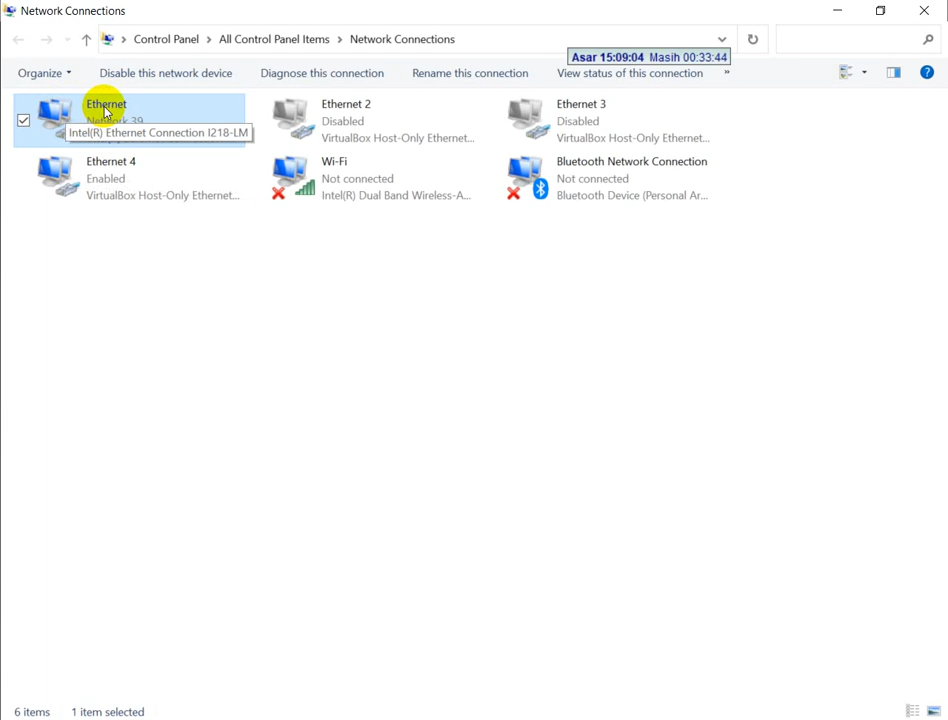 Network Connections
Control Panel > All Control Panel Items > Network Connections
Asar 15:09:04 Masih 00:33:44
Organize Disable this network device Diagnose this connection Rename this connection View status of this connection »
Ethernet
Network 39
Intel(R) Ethernet Connection I218-LM
Ethernet 2
Disabled
VirtualBox Host-Only Ethernet...
Ethernet 3
Disabled
VirtualBox Host-Only Ethernet...
Ethernet 4
Enabled
VirtualBox Host-Only Ethernet...
Wi-Fi
Not connected
Intel(R) Dual Band Wireless-A...
Bluetooth Network Connection
Not connected
Bluetooth Device (Personal Ar...
6 items 1 item selected